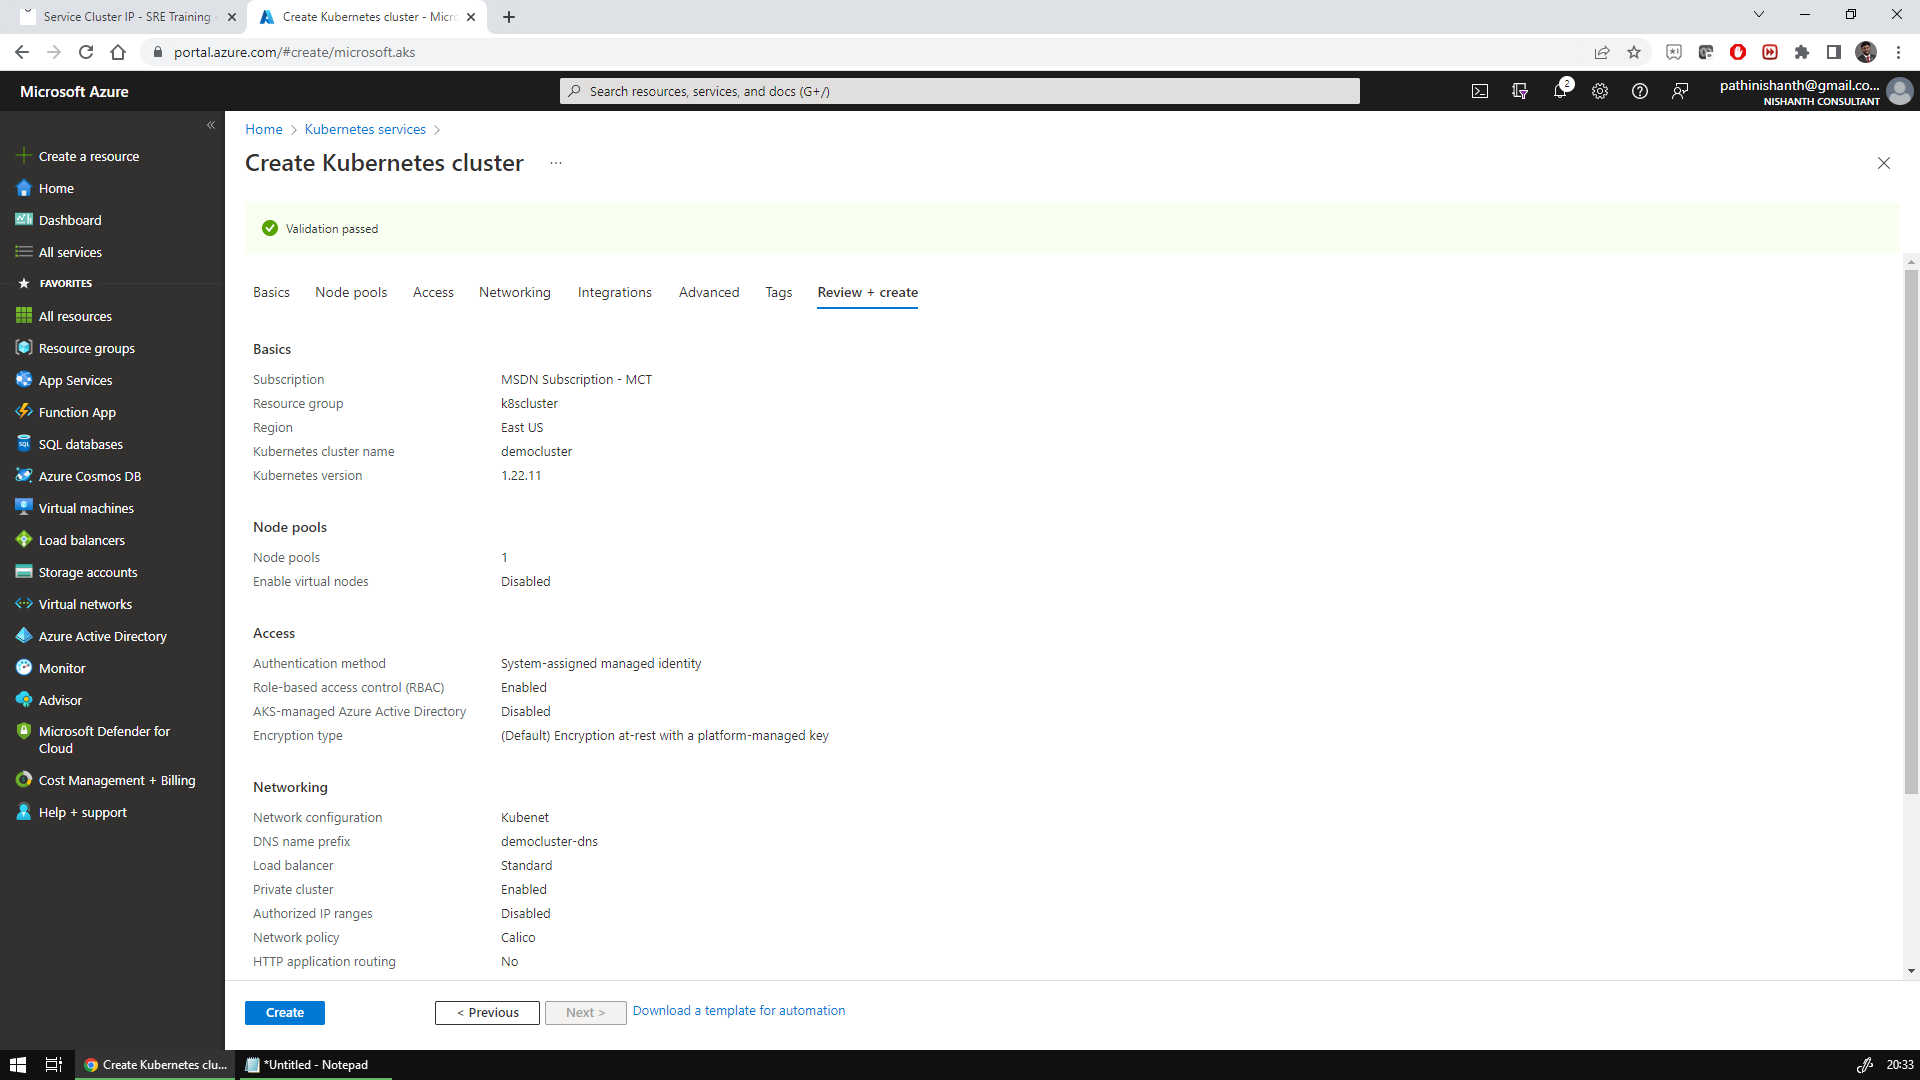 Service Cluster IP - SRE Training -
Create Kubernetes cluster - Micro
portal.azure.com/#create/microsoft.aks
Microsoft Azure
Search resources, services, and docs (G+/)
2
pathinishanth@gmail.co...
NISHANTH CONSULTANT
Create a resource
Home
Dashboard
All services
FAVORITES
All resources
Resource groups
App Services
Function App
SQL databases
Azure Cosmos DB
Virtual machines
Load balancers
Storage accounts
Virtual networks
Azure Active Directory
Monitor
Advisor
Microsoft Defender for
Cloud
Cost Management + Billing
Help + support
Home > Kubernetes services >
Create Kubernetes cluster ...
Validation passed
Basics Node pools Access Networking Integrations Advanced Tags Review + create
Basics
Subscription MSDN Subscription - MCT
Resource group k8scluster
Region East US
Kubernetes cluster name democluster
Kubernetes version 1.22.11
Node pools
Node pools 1
Enable virtual nodes Disabled
Access
Authentication method System-assigned managed identity
Role-based access control (RBAC) Enabled
AKS-managed Azure Active Directory Disabled
Encryption type (Default) Encryption at-rest with a platform-managed key
Networking
Network configuration Kubenet
DNS name prefix democluster-dns
Load balancer Standard
Private cluster Enabled
Authorized IP ranges Disabled
Network policy Calico
HTTP application routing No
Create < Previous Next > Download a template for automation
Create Kubernetes clu... *Untitled - Notepad 20:33